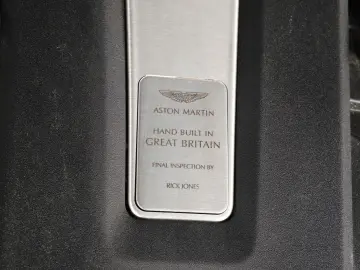 ASTON MARTIN
HAND BUILT IN
GREAT BRITAIN
FINAL INSPECTION BY
RICK JONES